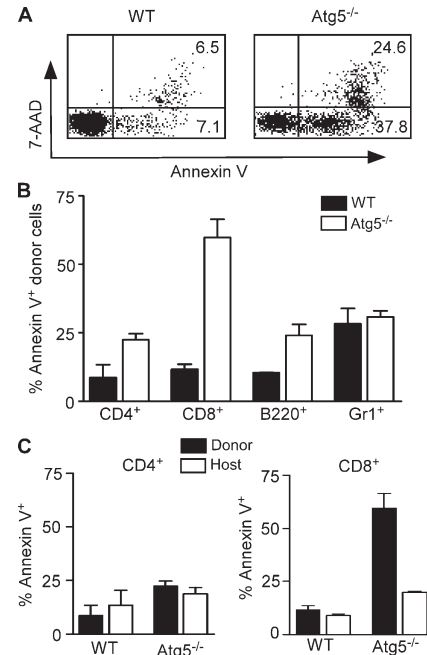 A
WT
Atg5-/-
6.5
24.6
7.1
37.8
7-AAD
Annexin V
B
75
50
25
0
% Annexin V+ donor cells
WT
Atg5-/-
CD4+
CD8+
B220+
Gr1+
C
Donor
Host
CD4+
CD8+
75
50
25
0
% Annexin V+
WT
Atg5-/-
75
50
25
0
% Annexin V+
WT
Atg5-/-